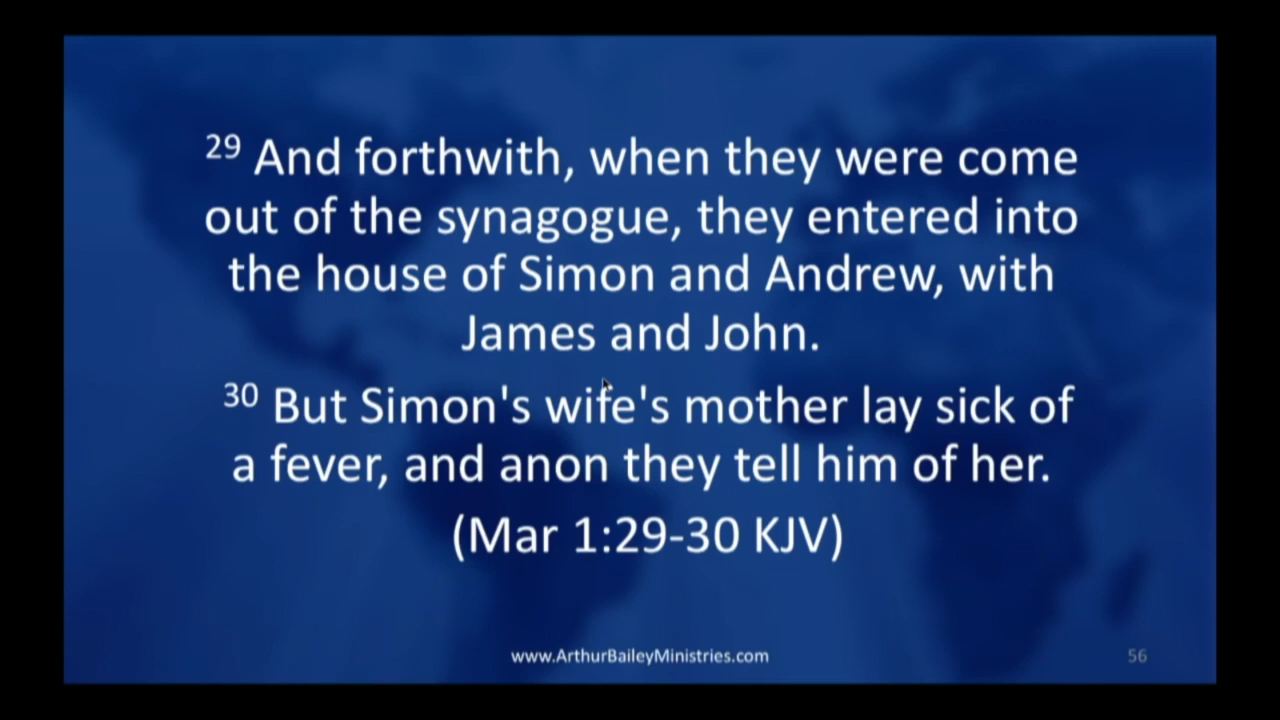 29 And forthwith, when they were come
out of the synagogue, they entered into
the house of Simon and Andrew, with
James and John.
30 But Simon's wife's mother lay sick of
a fever, and anon they tell him of her.
(Mar 1:29-30 KJV)
www.ArthurBaileyMinistries.com
56